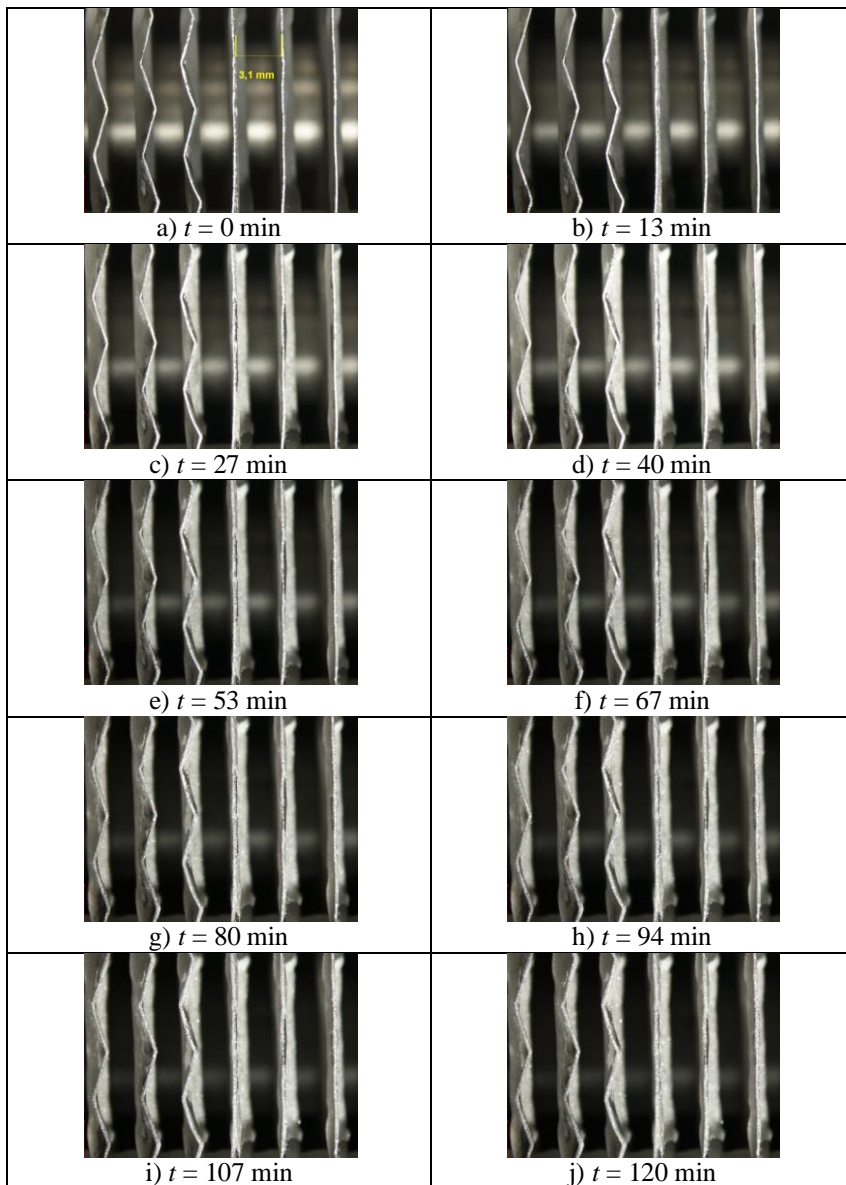 3,1 mm
a) t = 0 min
b) t = 13 min
c) t = 27 min
d) t = 40 min
e) t = 53 min
f) t = 67 min
g) t = 80 min
h) t = 94 min
i) t = 107 min
j) t = 120 min